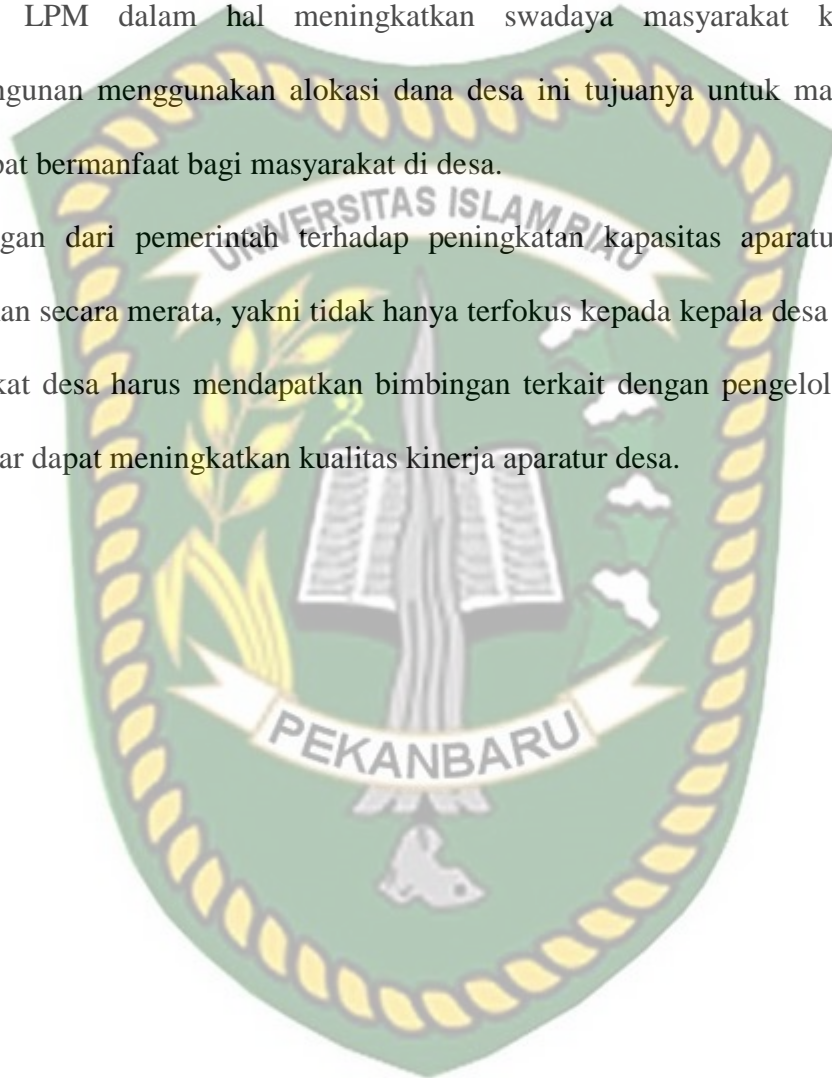 LPM dalam hal meningkatkan swadaya masyarakat k
ngunan menggunakan alokasi dana desa ini tujuanya untuk ma
pat bermanfaat bagi masyarakat di desa.
UNIVERSITAS ISLAM RIAU
gan dari pemerintah terhadap peningkatan kapasitas aparatu
an secara merata, yakni tidak hanya terfokus kepada kepala desa
kat desa harus mendapatkan bimbingan terkait dengan pengelol
ar dapat meningkatkan kualitas kinerja aparatur desa.
PEKANBARU